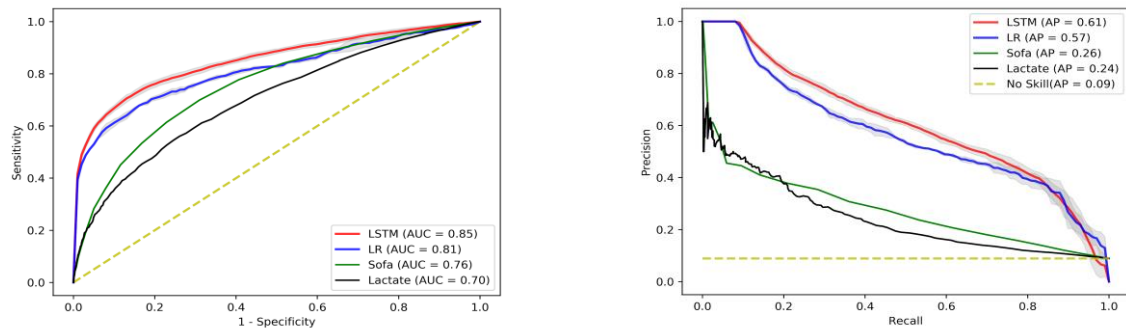 1.0
0.8
0.6
0.4
0.2
0.0
Sensitivity
0.0 0.2 0.4 0.6 0.8 1.0
1 - Specificity
LSTM (AUC = 0.85)
LR (AUC = 0.81)
Sofa (AUC = 0.76)
Lactate (AUC = 0.70)
1.0
0.8
0.6
0.4
0.2
0.0
Precision
0.0 0.2 0.4 0.6 0.8 1.0
Recall
LSTM (AP = 0.61)
LR (AP = 0.57)
Sofa (AP = 0.26)
Lactate (AP = 0.24)
No Skill(AP = 0.09)